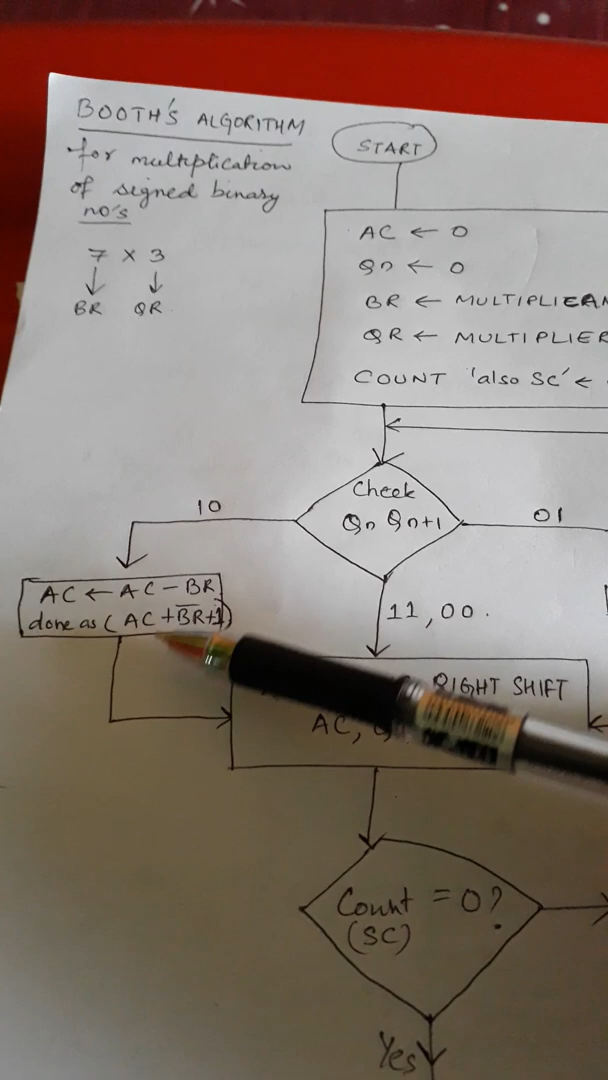 BOOTH'S ALGORITHM
for multiplication
of signed binary
no's
7 x 3
BR QR
START
AC ← 0
Qn ← 0
BR ←
QR ←
COUNT 'also SC' ←
Check
Qn Qn+1
10
01
11, 00.
AC ← AC - BR
done as (AC + B̅R̅ + 1)
RIGHT SHIFT
AC,
Count = 0?
(SC)
Yes